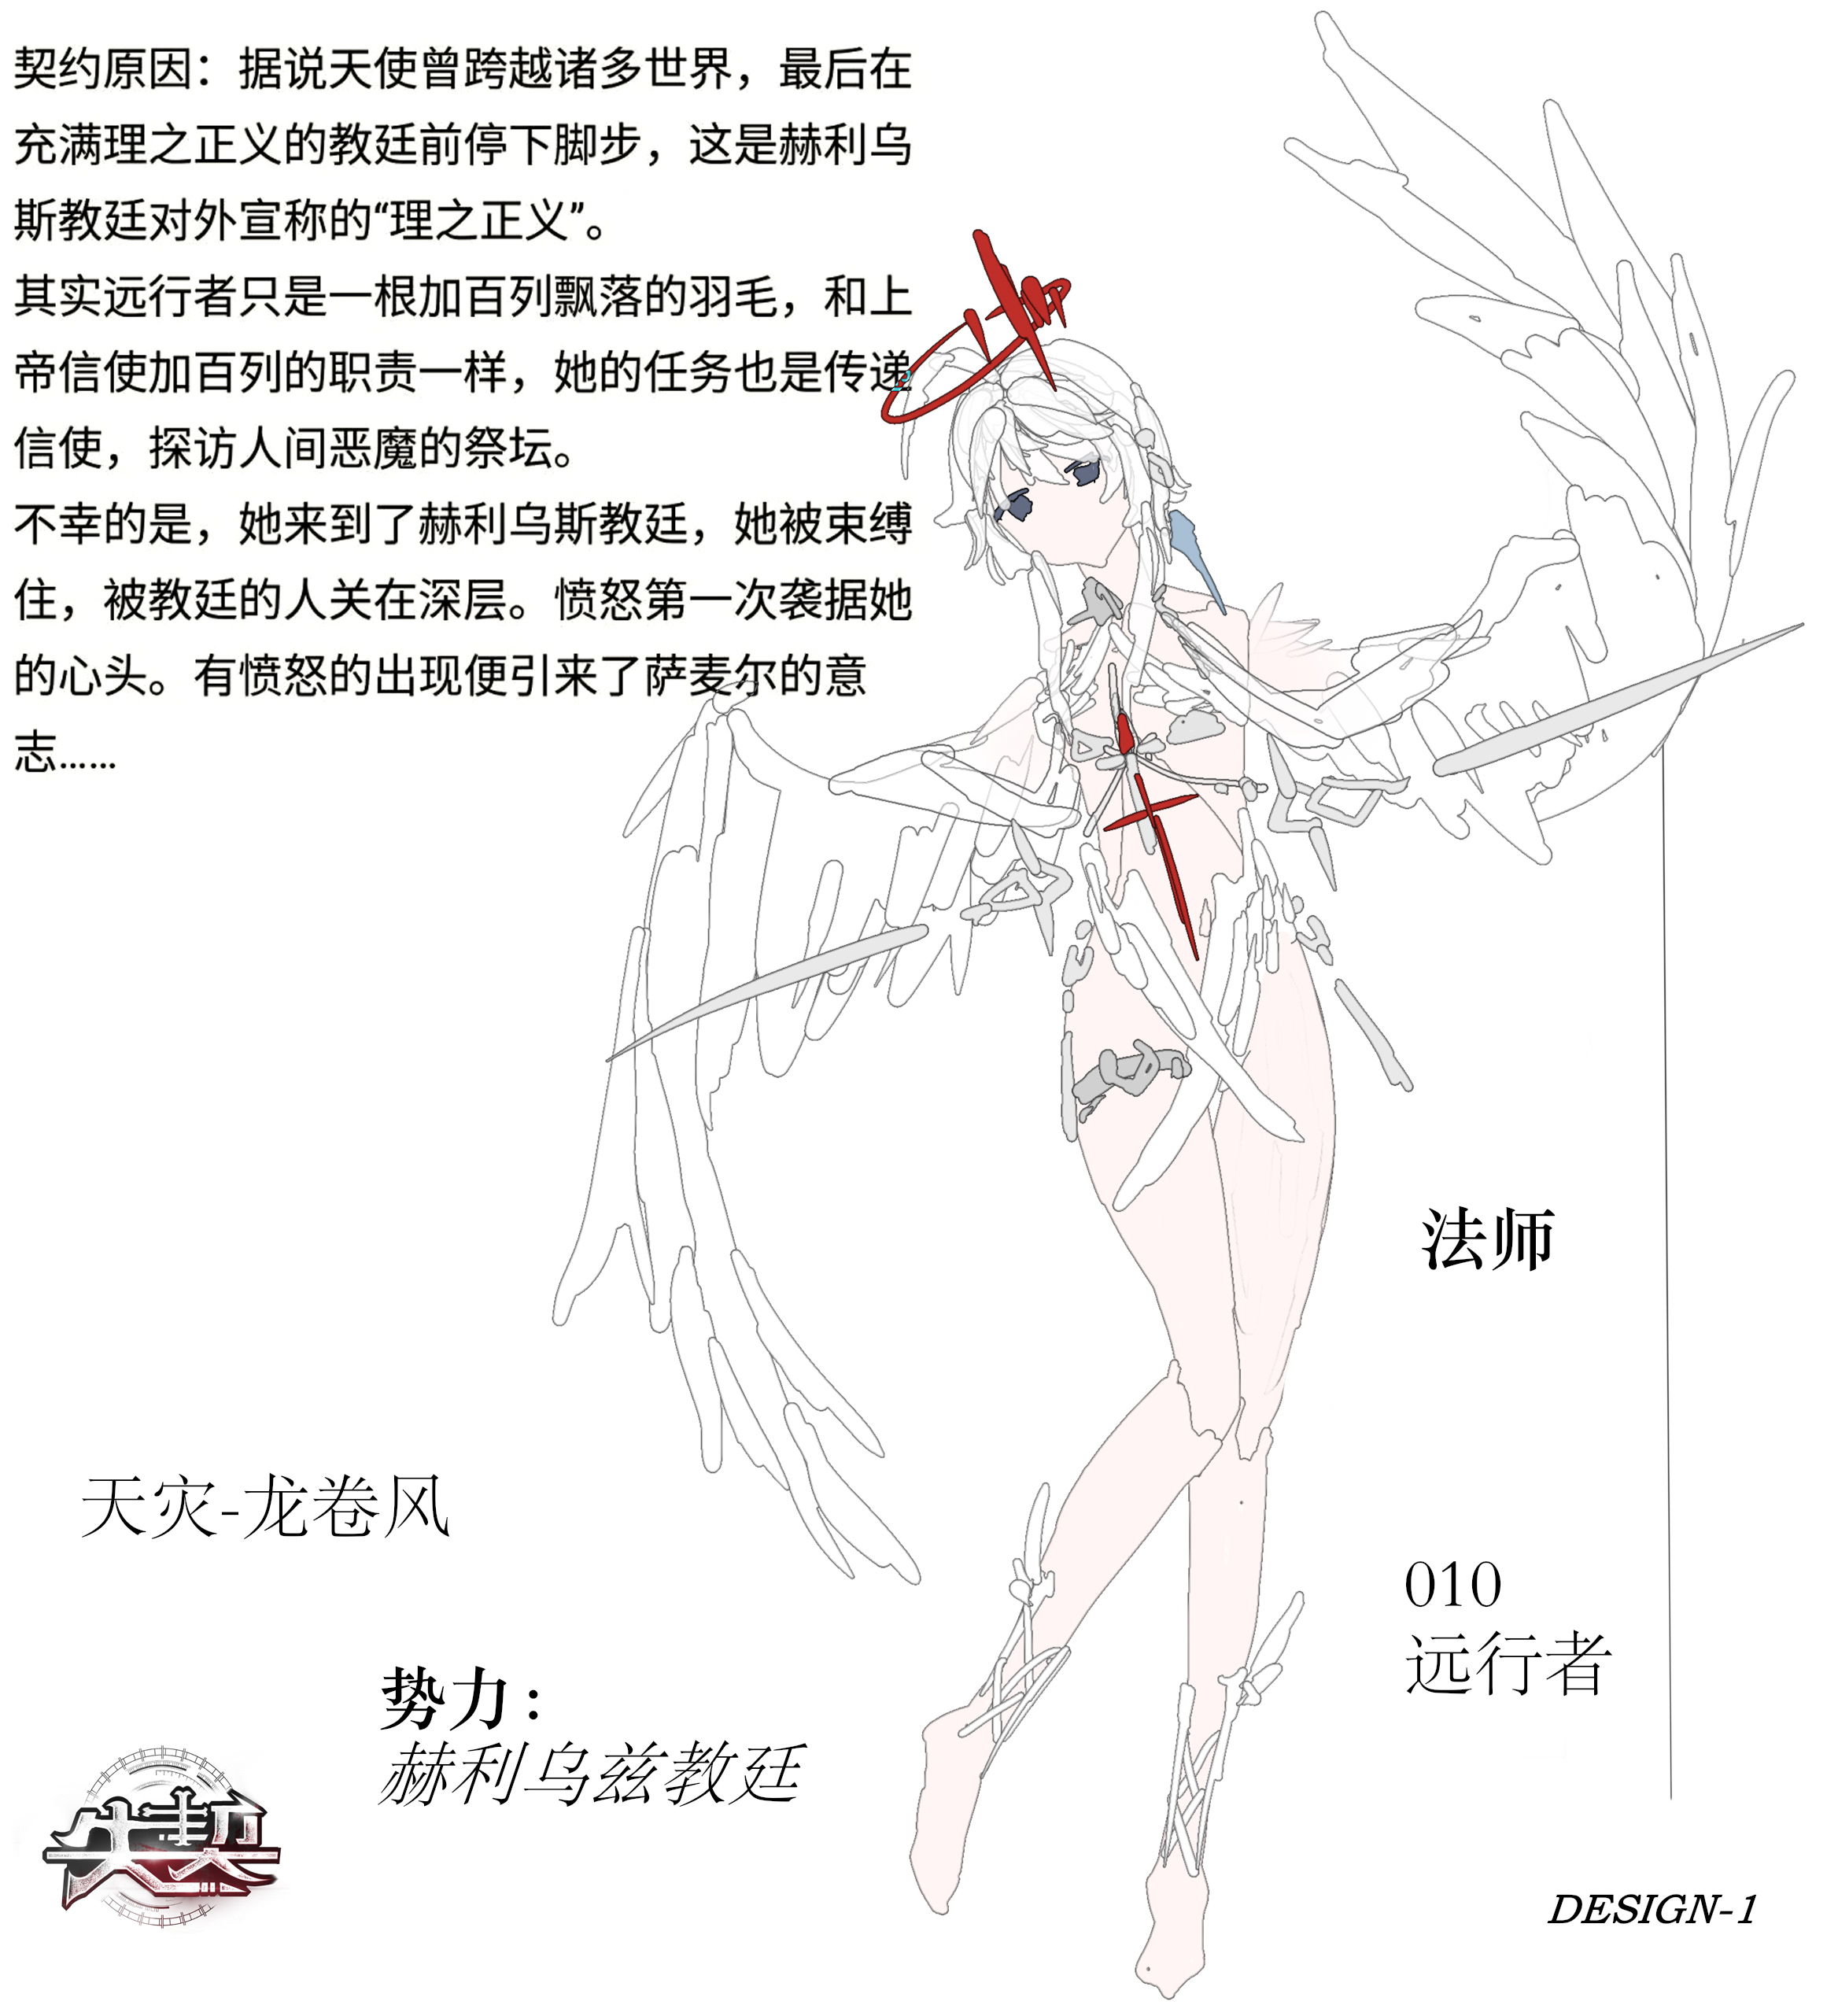 契约原因：据说天使曾跨越诸多世界，最后在
充满理之正义的教廷前停下脚步，这是赫利乌
斯教廷对外宣称的“理之正义”。
其实远行者只是一根加百列飘落的羽毛，和上
帝信使加百列的职责一样，她的任务也是传递
信使，探访人间恶魔的祭坛。
不幸的是，她来到了赫利乌斯教廷，她被束缚
住，被教廷的人关在深层。愤怒第一次袭据她
的心头。有愤怒的出现便引来了萨麦尔的意
志……
法师
天灾-龙卷风
010
远行者
势力：
赫利乌兹教廷
失契
DESIGN-1